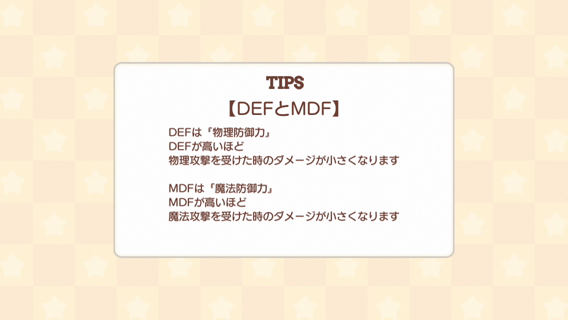 TIPS
【DEFとMDF】
DEFは「物理防御力」
DEFが高いほど
物理攻撃を受けた時のダメージが小さくなります
MDFは「魔法防御力」
MDFが高いほど
魔法攻撃を受けた時のダメージが小さくなります